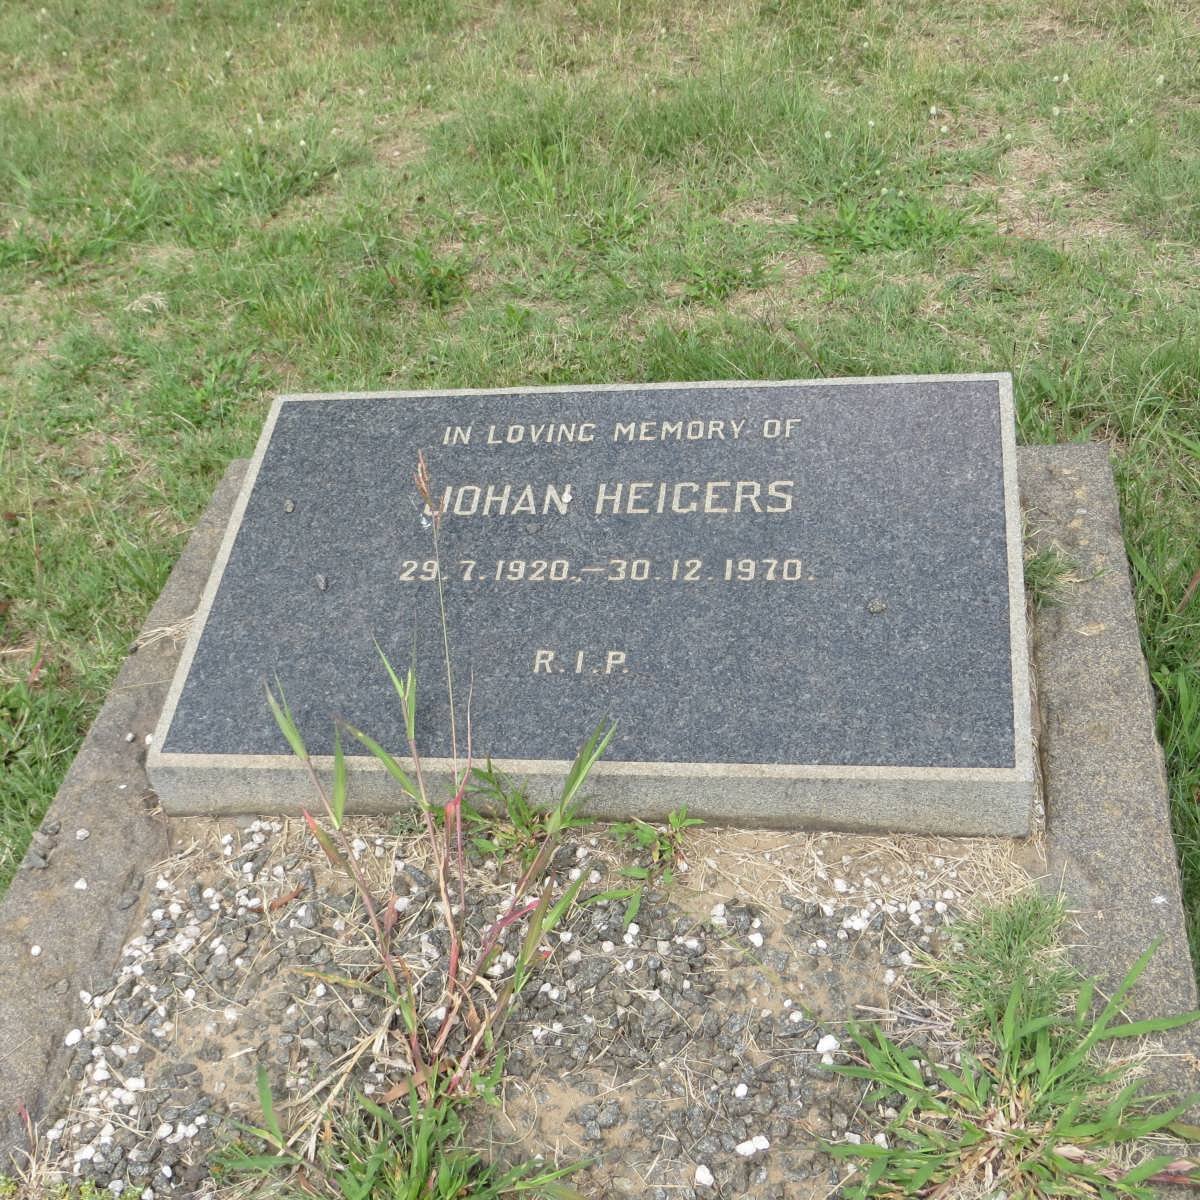 IN LOVING MEMORY OF
JOHAN HEIGERS
29.7.1920.—30.12.1970.
R.I.P.